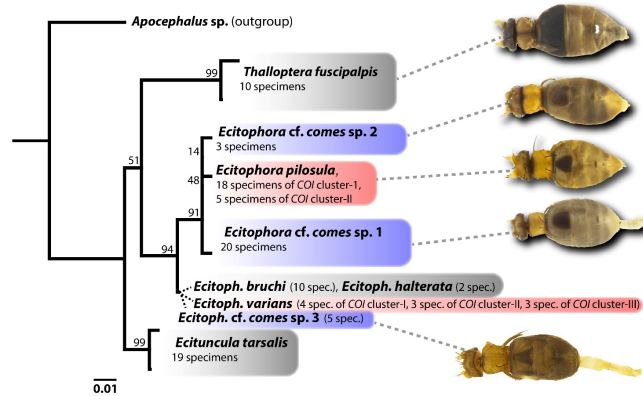 Apocephalus sp. (outgroup)
99
Thalloptera fuscipalpis
10 specimens
Ecitophora cf. comes sp. 2
3 specimens
14
51
Ecitophora pilosula,
48
18 specimens of COI cluster-1,
5 specimens of COI cluster-II
91
Ecitophora cf. comes sp. 1
20 specimens
94
Ecitoph. bruchi (10 spec.), Ecitoph. halterata (2 spec.)
Ecitoph. varians (4 spec. of COI cluster-I, 3 spec. of COI cluster-II, 3 spec. of COI cluster-III)
Ecitoph. cf. comes sp. 3 (5 spec.)
99
Ecituncula tarsalis
19 specimens
0.01